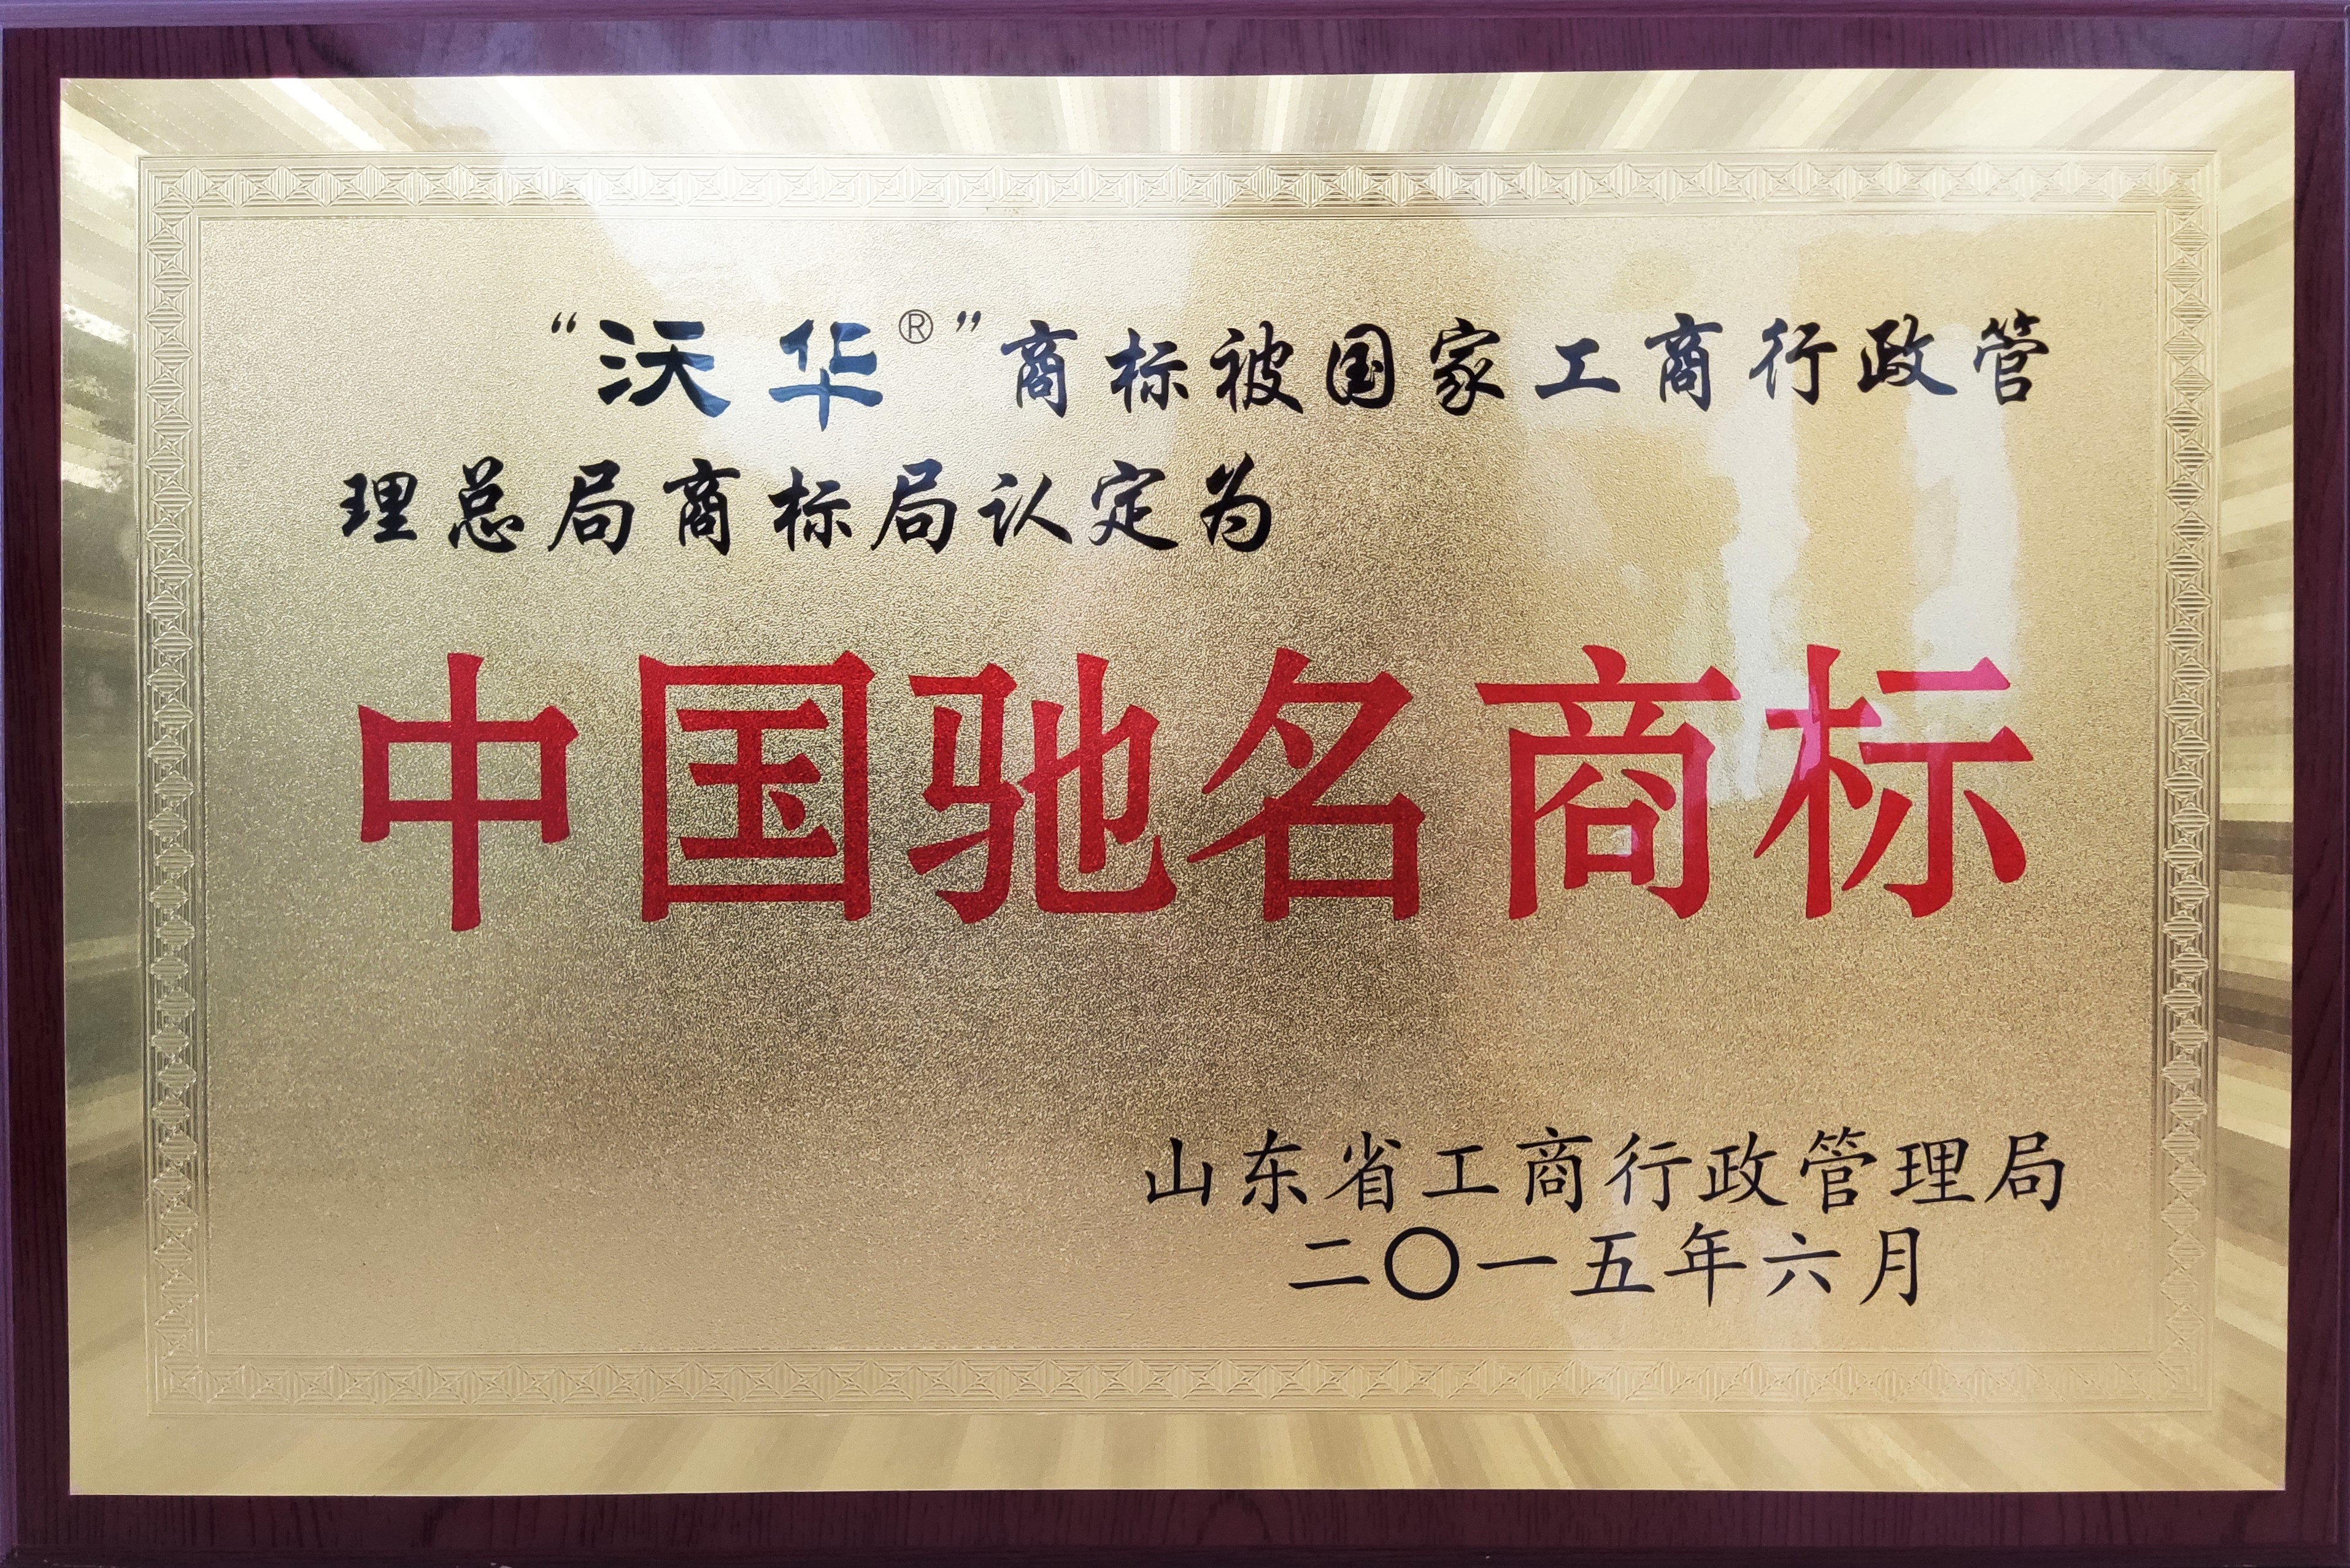 “沃华®”商标被国家工商行政管
理总局商标局认定为
中国驰名商标
山东省工商行政管理局
二〇一五年六月